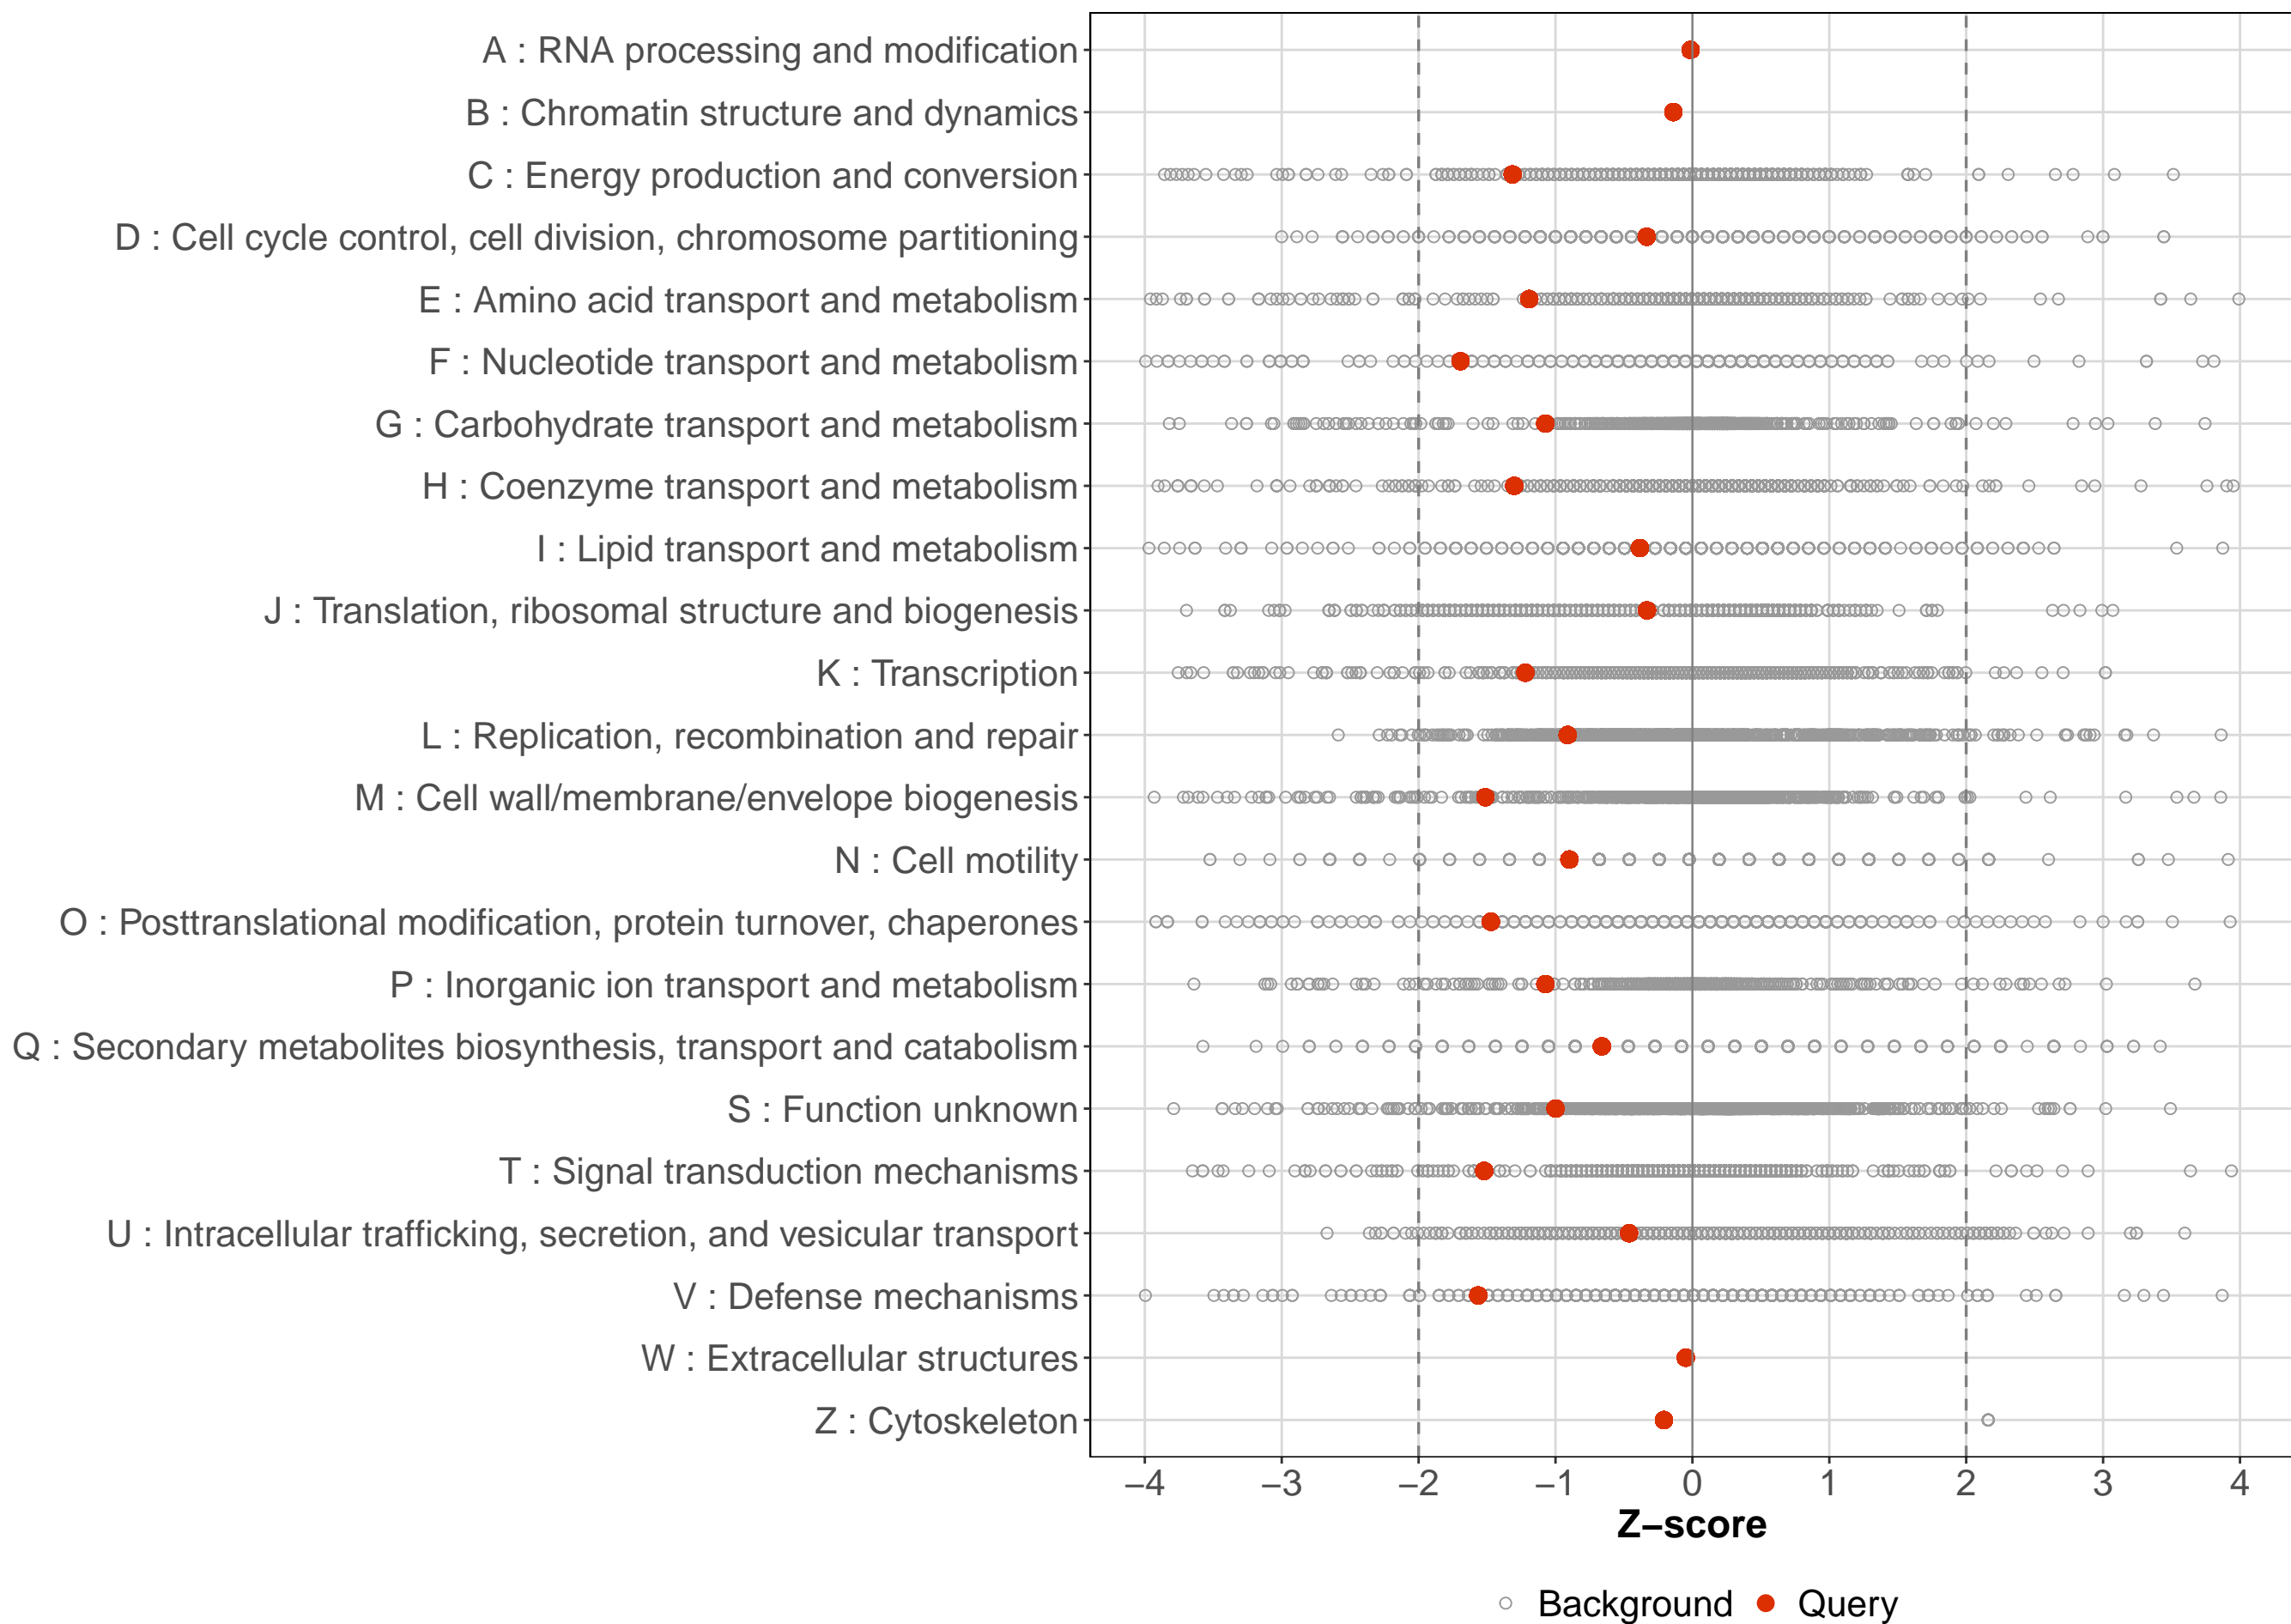 A : RNA processing and modification
B : Chromatin structure and dynamics
C : Energy production and conversion
D : Cell cycle control, cell division, chromosome partitioning
E : Amino acid transport and metabolism
F : Nucleotide transport and metabolism
G : Carbohydrate transport and metabolism
H : Coenzyme transport and metabolism
I : Lipid transport and metabolism
J : Translation, ribosomal structure and biogenesis
K : Transcription
L : Replication, recombination and repair
M : Cell wall/membrane/envelope biogenesis
N : Cell motility
O : Posttranslational modification, protein turnover, chaperones
P : Inorganic ion transport and metabolism
Q : Secondary metabolites biosynthesis, transport and catabolism
S : Function unknown
T : Signal transduction mechanisms
U : Intracellular trafficking, secretion, and vesicular transport
V : Defense mechanisms
W : Extracellular structures
Z : Cytoskeleton
−4 −3 −2 −1 0 1 2 3 4
Z−score
Background Query